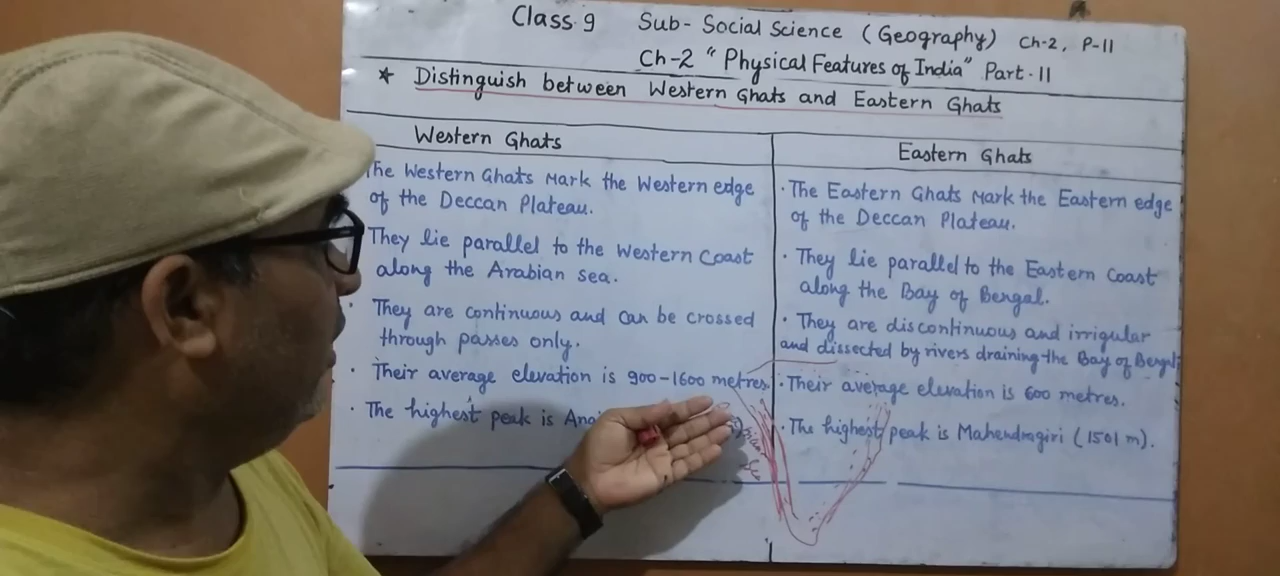 Class 9 Sub- Social Science (Geography) Ch-2, P-11
Ch-2 "Physical Features of India" Part-11
* Distinguish between Western Ghats and Eastern Ghats
Western Ghats
The Western Ghats Mark the Western edge
of the Deccan Plateau.
They lie parallel to the Western Coast
along the Arabian sea.
· They are continuous and can be crossed
through passes only.
· Their average elevation is 900-1600 metres.
· The highest peak is
Eastern Ghats
· The Eastern Ghats Mark the Eastern edge
of the Deccan Plateau.
· They lie parallel to the Eastern Coast
along the Bay of Bengal.
· They are discontinuous and irrigular
and dissected by rivers draining the Bay of Bengal.
· Their average elevation is 600 metres.
· The highest peak is Mahendragiri (1501 m).